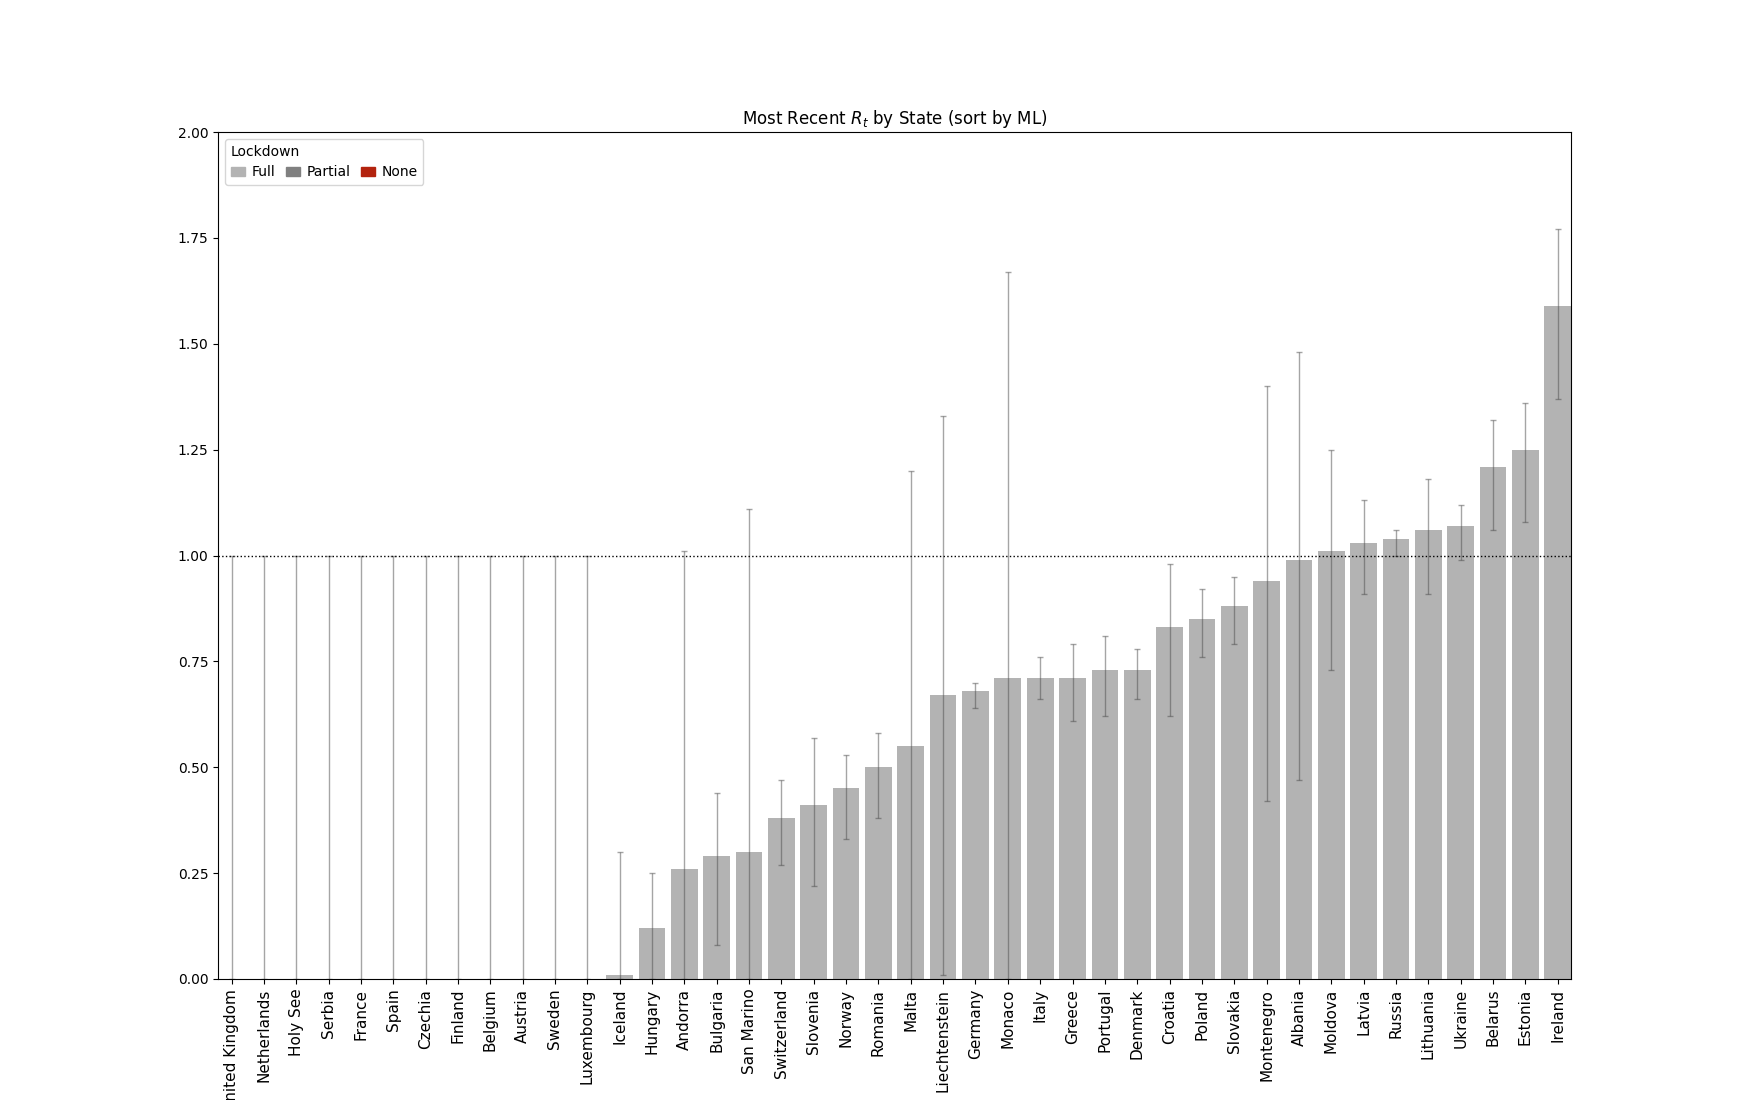 Most Recent R_t by State (sort by ML)
2.00
Lockdown
Full Partial None
1.75
1.50
1.25
1.00
0.75
0.50
0.25
0.00
nited Kingdom
Netherlands
Holy See
Serbia
France
Spain
Czechia
Finland
Belgium
Austria
Sweden
Luxembourg
Iceland
Hungary
Andorra
Bulgaria
San Marino
Switzerland
Slovenia
Norway
Romania
Malta
Liechtenstein
Germany
Monaco
Italy
Greece
Portugal
Denmark
Croatia
Poland
Slovakia
Montenegro
Albania
Moldova
Latvia
Russia
Lithuania
Ukraine
Belarus
Estonia
Ireland